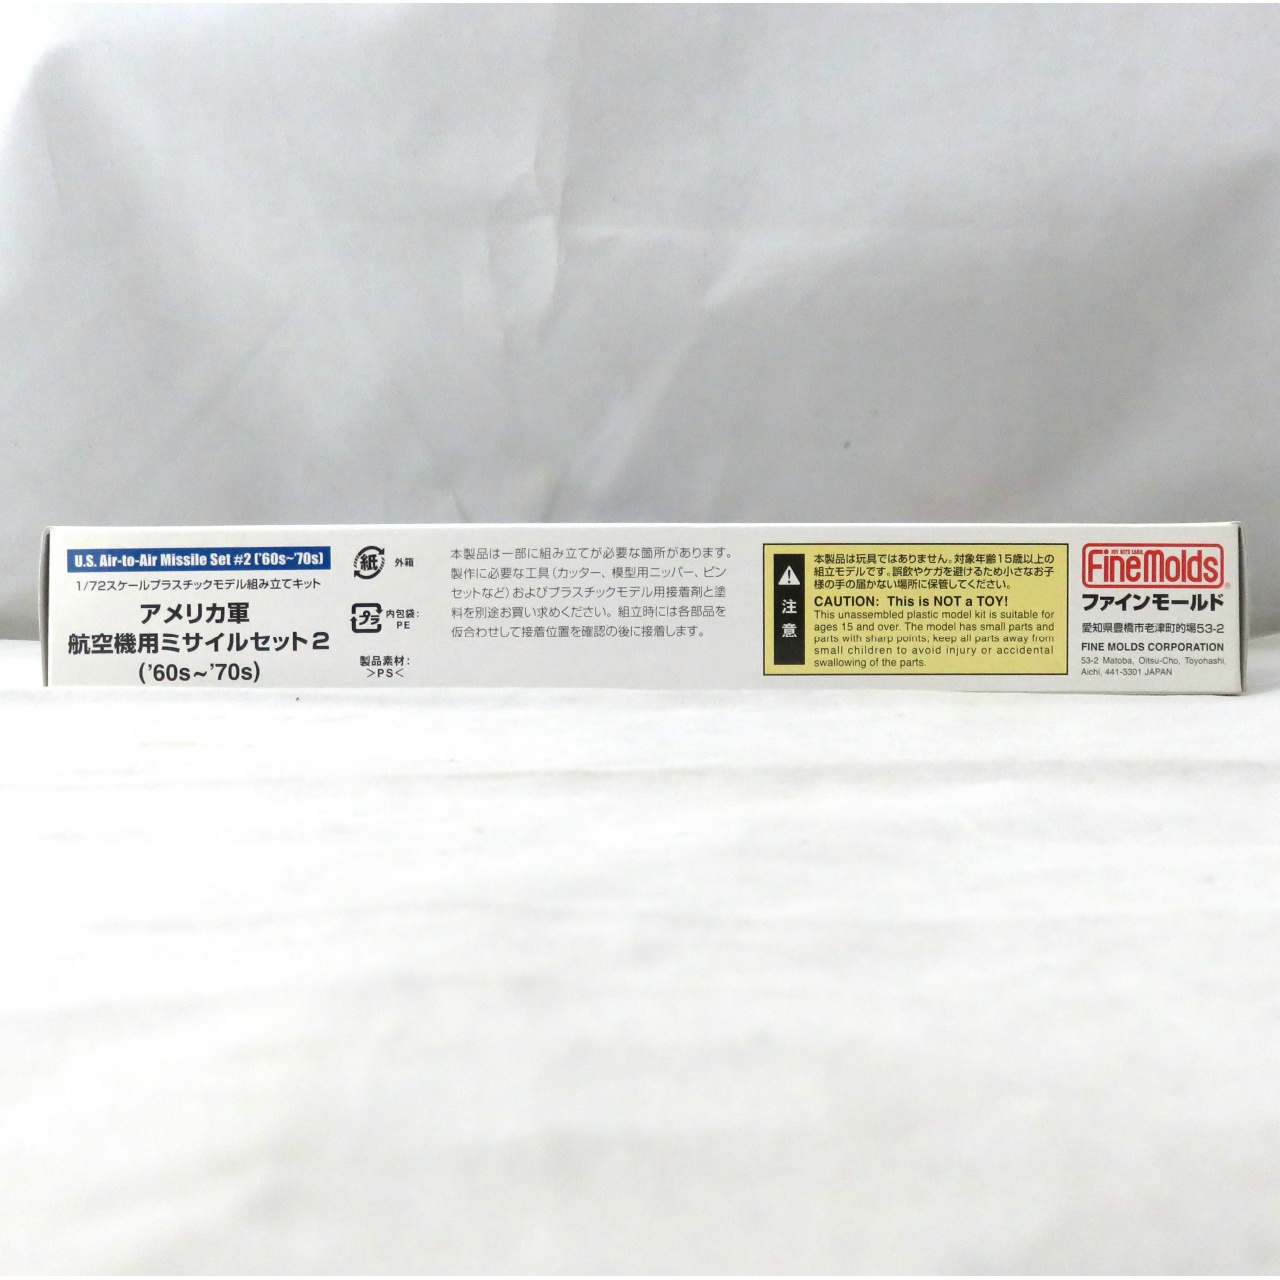 U.S. Air-to-Air Missile Set #2 ('60s~'70s)
1/72スケールプラスチックモデル組み立てキット
アメリカ軍
航空機用ミサイルセット2
('60s~'70s)
紙
外箱
プラ
内包袋:
PE
製品素材:
>PS<
本製品は一部に組み立てが必要な箇所があります。
製作に必要な工具(カッター、模型用ニッパー、ピン
セットなど)およびプラスチックモデル用接着剤と塗
料を別途お買い求めください。組立時には各部品を
仮合わせして接着位置を確認の後に接着します。
注意
本製品は玩具ではありません。対象年齢15歳以上の
組立モデルです。誤飲やケガを避けるため小さなお子
様の手の届かない場所に保管してください。
CAUTION: This is NOT a TOY!
This unassembled plastic model kit is suitable for
ages 15 and over. The model has small parts and
parts with sharp points; keep all parts away from
small children to avoid injury or accidental
swallowing of the parts.
JOY KITS LABO.
FineMolds®
ファインモールド
愛知県豊橋市老津町的場53-2
FINE MOLDS CORPORATION
53-2 Matoba, Oitsu-Cho, Toyohashi,
Aichi, 441-3301 JAPAN